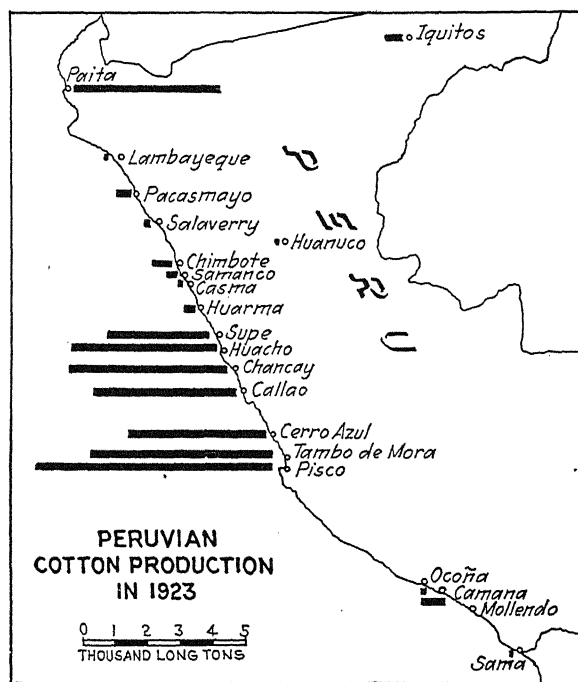 Iquitos
Paita
Lambayeque
Pacasmayo
Salaverry
Huanuco
Chimbote
Samanco
Casma
Huarma
Supe
Huacho
Chancay
Callao
Cerro Azul
Tambo de Mora
Pisco
PERUVIAN
COTTON PRODUCTION
IN 1923
0 1 2 3 4 5
THOUSAND LONG TONS
Ocoña
Camana
Mollendo
Sama